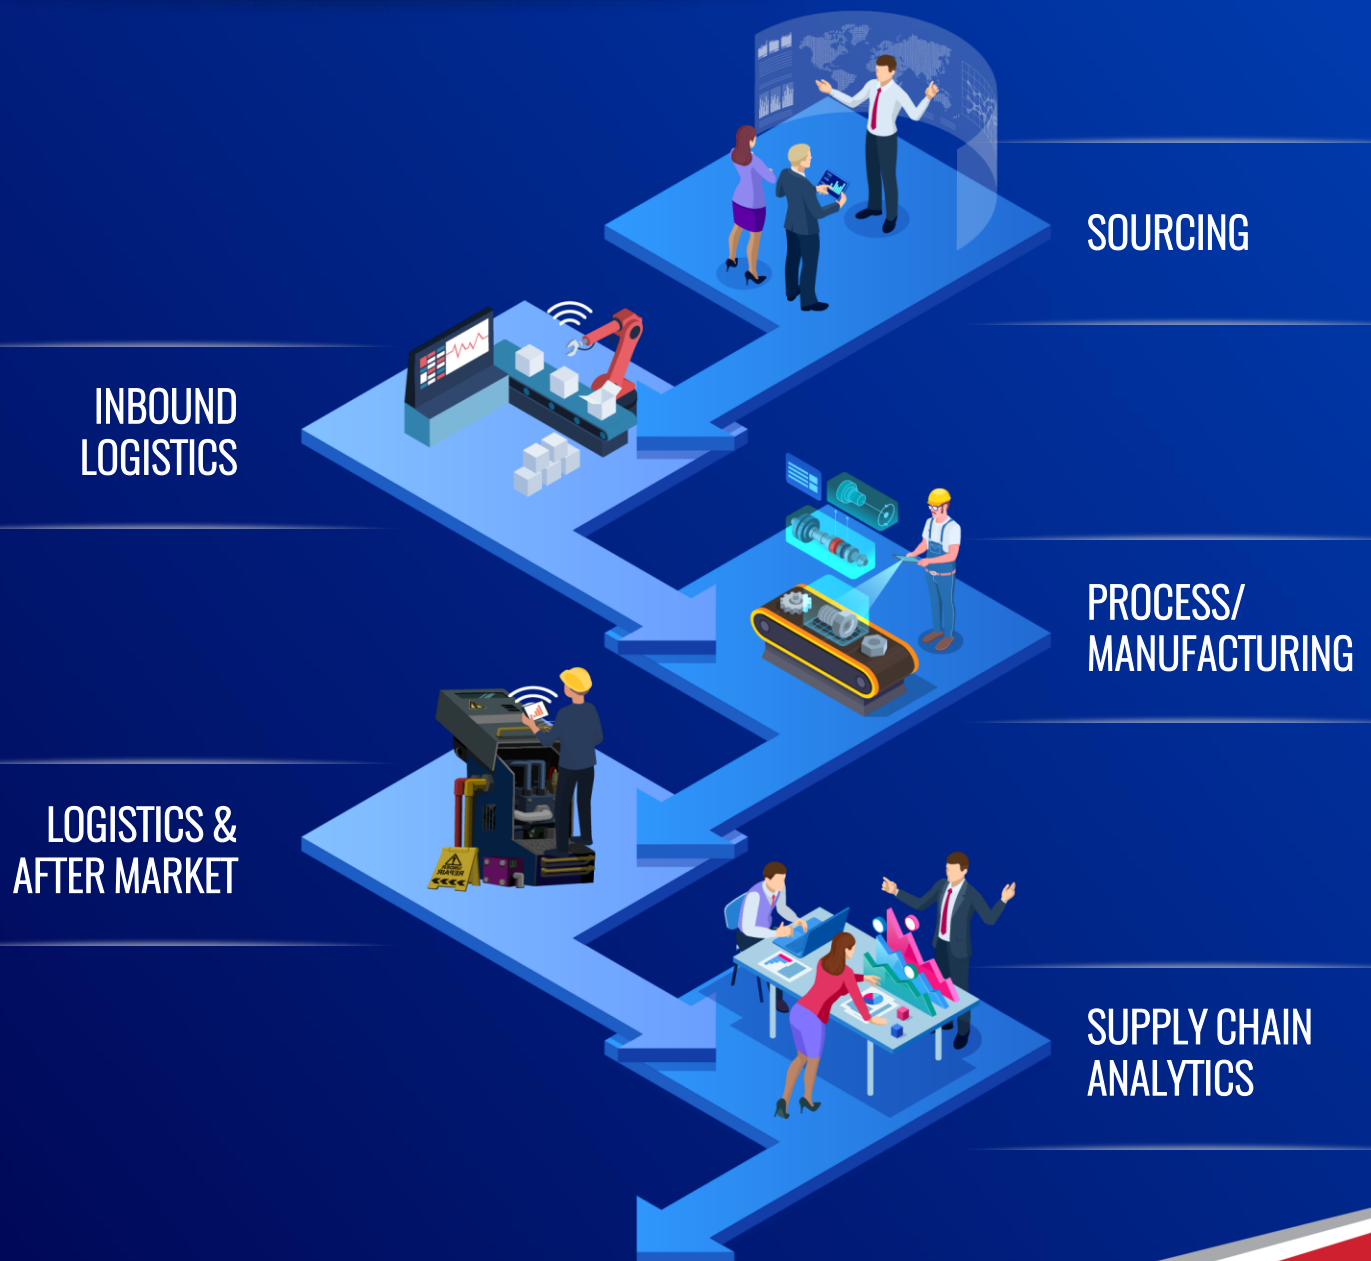 SOURCING
INBOUND
LOGISTICS
PROCESS/
MANUFACTURING
LOGISTICS &
AFTER MARKET
SUPPLY CHAIN
ANALYTICS